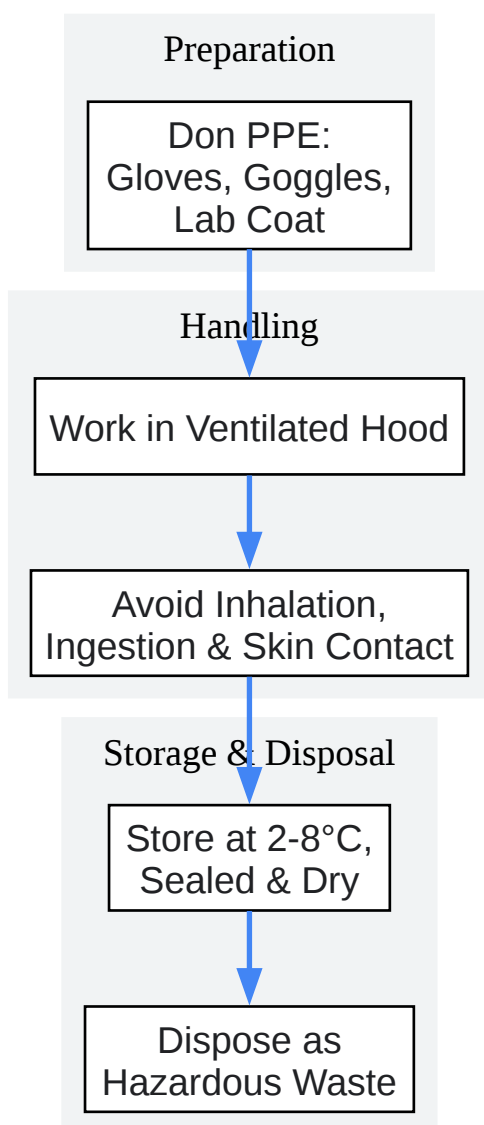 Preparation
Don PPE:
Gloves, Goggles,
Lab Coat
Handling
Work in Ventilated Hood
Avoid Inhalation,
Ingestion & Skin Contact
Storage & Disposal
Store at 2-8°C,
Sealed & Dry
Dispose as
Hazardous Waste